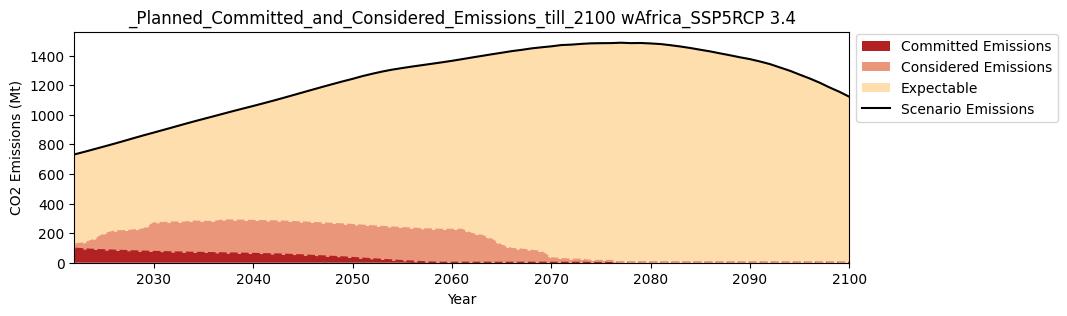 _Planned_Committed_and_Considered_Emissions_till_2100 wAfrica_SSP5RCP 3.4
Committed Emissions
Considered Emissions
Expectable
Scenario Emissions
CO2 Emissions (Mt)
1400
1200
1000
800
600
400
200
0
2030 2040 2050 2060 2070 2080 2090 2100
Year